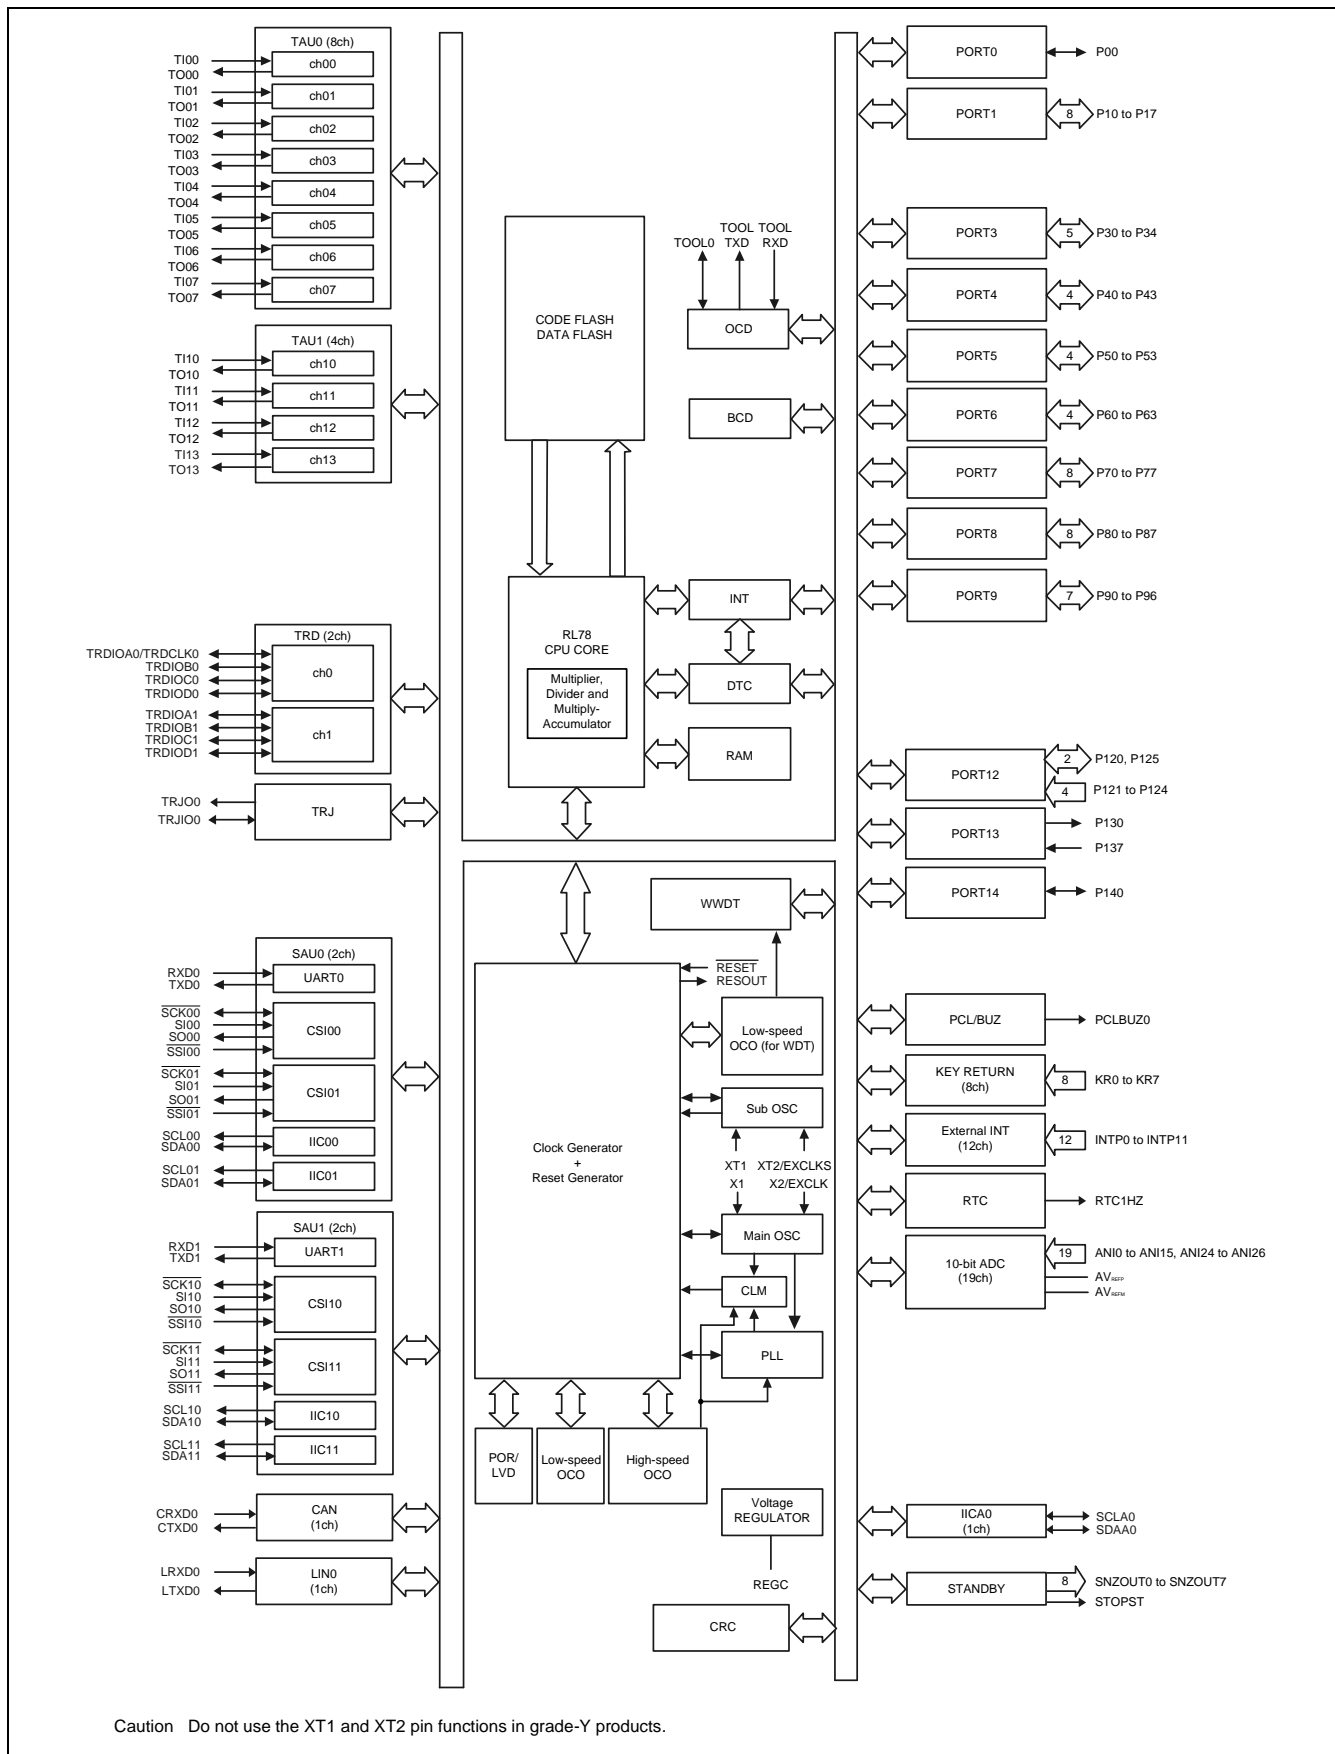 TAU0 (8ch)
TI00
TO00
ch00
TI01
TO01
ch01
TI02
TO02
ch02
TI03
TO03
ch03
TI04
TO04
ch04
TI05
TO05
ch05
TI06
TO06
ch06
TI07
TO07
ch07
TAU1 (4ch)
TI10
TO10
ch10
TI11
TO11
ch11
TI12
TO12
ch12
TI13
TO13
ch13
TRD (2ch)
TRDIOA0/TRDCLK0
TRDIOB0
TRDIOC0
TRDIOD0
ch0
TRDIOA1
TRDIOB1
TRDIOC1
TRDIOD1
ch1
TRJO0
TRJIO0
TRJ
SAU0 (2ch)
RXD0
TXD0
UART0
SCK00
SI00
SO00
SSI00
CSI00
SCK01
SI01
SO01
SSI01
CSI01
SCL00
SDA00
IIC00
SCL01
SDA01
IIC01
SAU1 (2ch)
RXD1
TXD1
UART1
SCK10
SI10
SO10
SSI10
CSI10
SCK11
SI11
SO11
SSI11
CSI11
SCL10
SDA10
IIC10
SCL11
SDA11
IIC11
CRXD0
CTXD0
CAN
(1ch)
LRXD0
LTXD0
LIN0
(1ch)
CODE FLASH
DATA FLASH
TOOL0
TOOL
TXD
TOOL
RXD
OCD
BCD
RL78
CPU CORE
Multiplier,
Divider and
Multiply-
Accumulator
INT
DTC
RAM
WWDT
RESET
RESOUT
Clock Generator
+
Reset Generator
Low-speed
OCO (for WDT)
Sub OSC
XT1 XT2/EXCLKS
X1 X2/EXCLK
Main OSC
CLM
PLL
POR/
LVD
Low-speed
OCO
High-speed
OCO
Voltage
REGULATOR
REGC
CRC
PORT0
P00
PORT1
8
P10 to P17
PORT3
5
P30 to P34
PORT4
4
P40 to P43
PORT5
4
P50 to P53
PORT6
4
P60 to P63
PORT7
8
P70 to P77
PORT8
8
P80 to P87
PORT9
7
P90 to P96
PORT12
2
P120, P125
4
P121 to P124
PORT13
P130
P137
PORT14
P140
PCL/BUZ
PCLBUZ0
KEY RETURN
(8ch)
8
KR0 to KR7
External INT
(12ch)
12
INTP0 to INTP11
RTC
RTC1HZ
10-bit ADC
(19ch)
19
ANI0 to ANI15, ANI24 to ANI26
AVREFP
AVREFM
IICA0
(1ch)
SCLA0
SDAA0
STANDBY
8
SNZOUT0 to SNZOUT7
STOPST
Caution Do not use the XT1 and XT2 pin functions in grade-Y products.